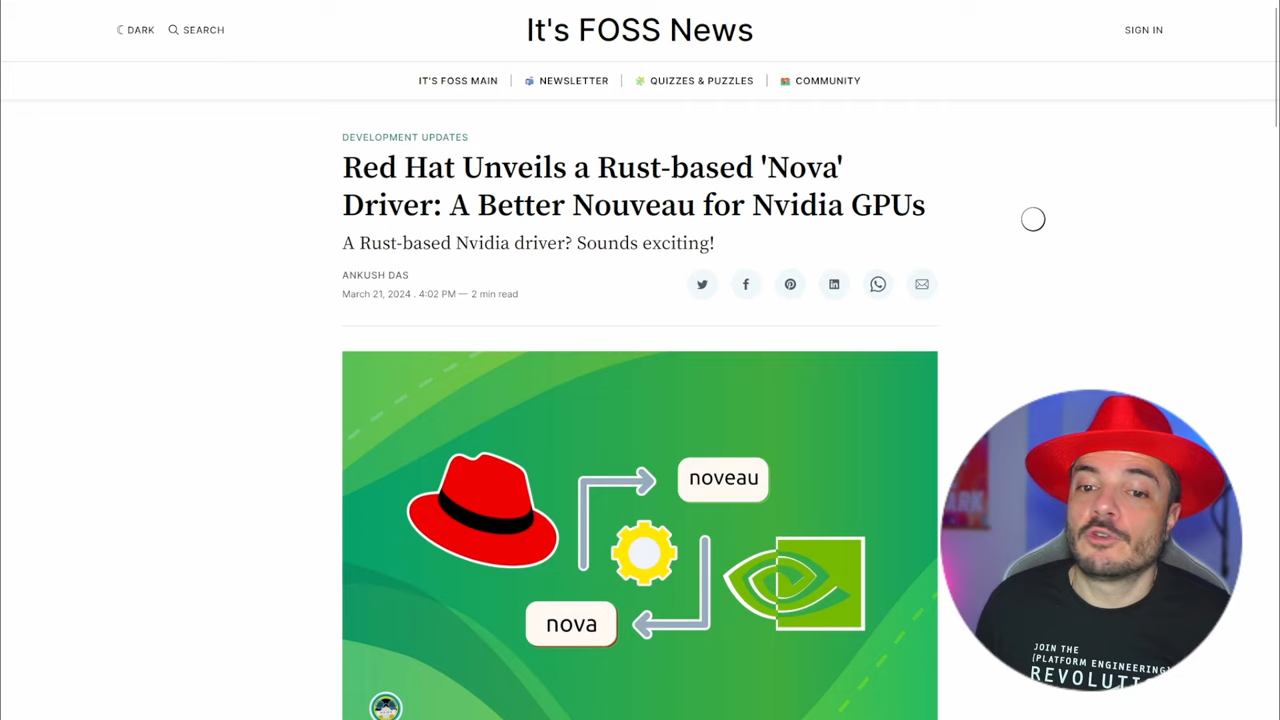 DARK
SEARCH
It's FOSS News
SIGN IN
IT'S FOSS MAIN
NEWSLETTER
QUIZZES & PUZZLES
COMMUNITY
DEVELOPMENT UPDATES
Red Hat Unveils a Rust-based 'Nova'
Driver: A Better Nouveau for Nvidia GPUs
A Rust-based Nvidia driver? Sounds exciting!
ANKUSH DAS
March 21, 2024 . 4:02 PM — 2 min read
noveau
nova
JOIN THE
[PLATFORM ENGINEERING]